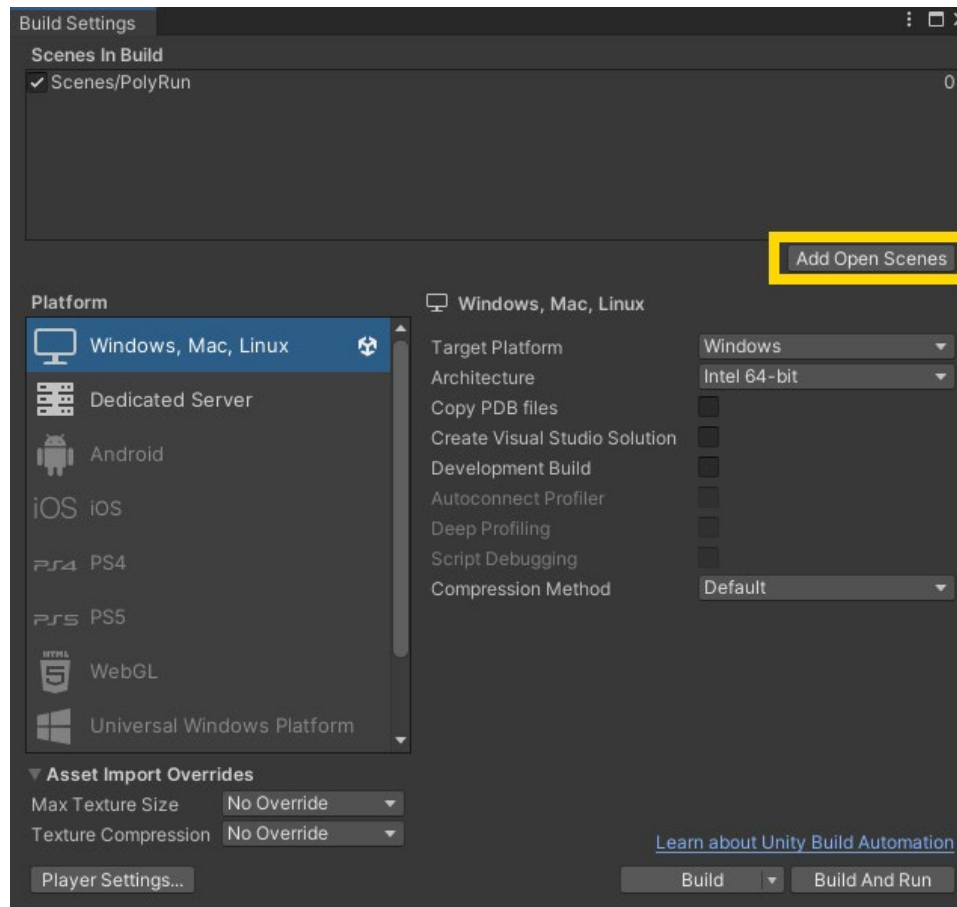 Build Settings
Scenes In Build
Scenes/PolyRun 0
Add Open Scenes
Platform
Windows, Mac, Linux
Dedicated Server
Android
iOS iOS
PS4 PS4
PS5 PS5
HTML 5 WebGL
Universal Windows Platform
Windows, Mac, Linux
Target Platform Windows
Architecture Intel 64-bit
Copy PDB files
Create Visual Studio Solution
Development Build
Autoconnect Profiler
Deep Profiling
Script Debugging
Compression Method Default
Asset Import Overrides
Max Texture Size No Override
Texture Compression No Override
Learn about Unity Build Automation
Player Settings... Build Build And Run